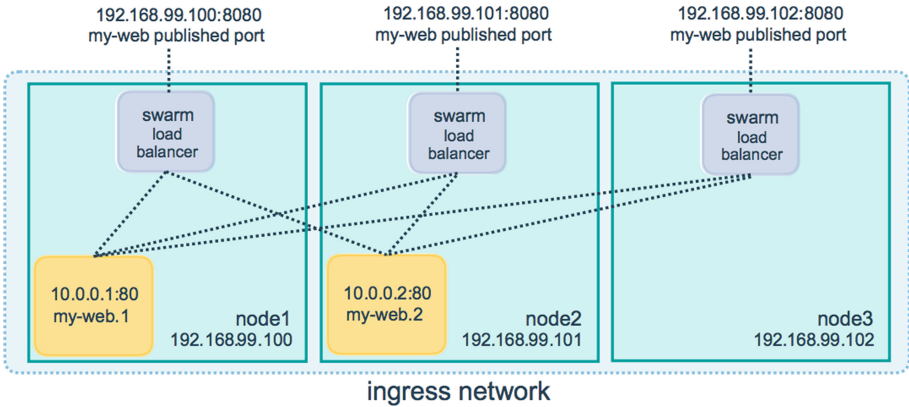 192.168.99.100:8080
my-web published port
192.168.99.101:8080
my-web published port
192.168.99.102:8080
my-web published port
swarm
load
balancer
swarm
load
balancer
swarm
load
balancer
10.0.0.1:80
my-web.1
node1
192.168.99.100
10.0.0.2:80
my-web.2
node2
192.168.99.101
node3
192.168.99.102
ingress network